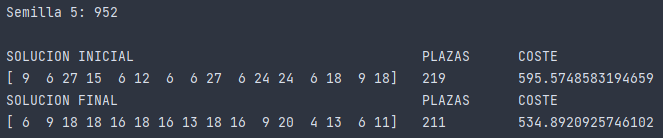 Semilla 5: 952
SOLUCION INICIAL PLAZAS COSTE
[ 9 6 27 15 6 12 6 6 27 6 24 24 6 18 9 18] 219 595.5748583194659
SOLUCION FINAL PLAZAS COSTE
[ 6 9 18 18 16 18 16 13 18 16 9 20 4 13 6 11] 211 534.8920925746102